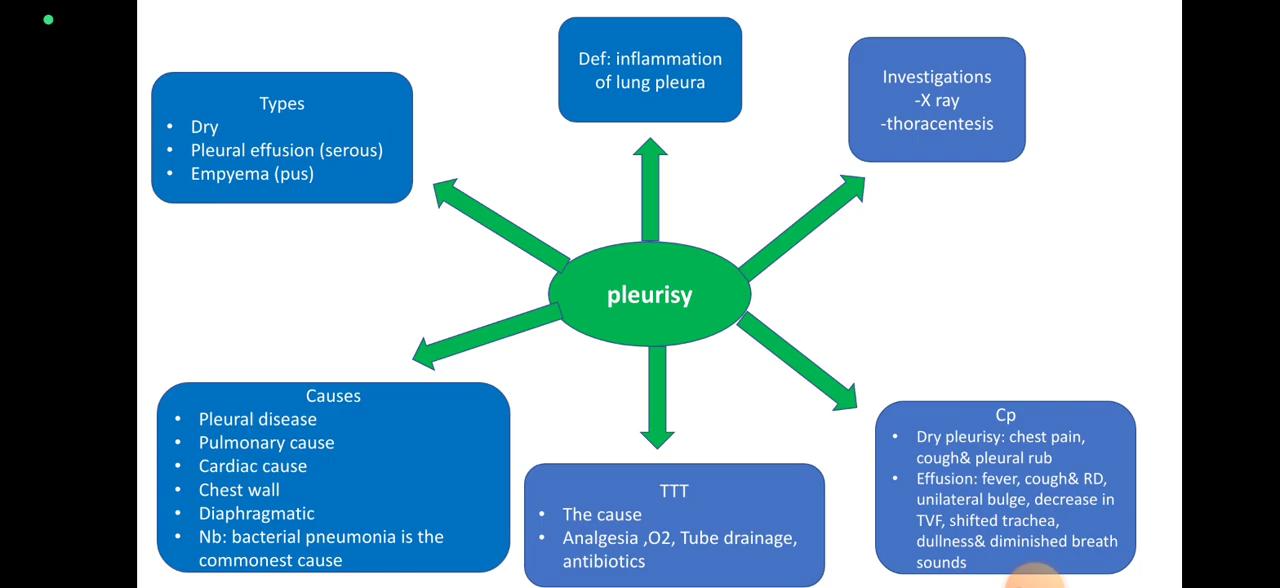 Def: inflammation
of lung pleura
Investigations
-X ray
-thoracentesis
Types
• Dry
• Pleural effusion (serous)
• Empyema (pus)
pleurisy
Causes
• Pleural disease
• Pulmonary cause
• Cardiac cause
• Chest wall
• Diaphragmatic
• Nb: bacterial pneumonia is the
commonest cause
TTT
• The cause
• Analgesia ,O2, Tube drainage,
antibiotics
Cp
• Dry pleurisy: chest pain,
cough& pleural rub
• Effusion: fever, cough& RD,
unilateral bulge, decrease in
TVF, shifted trachea,
dullness& diminished breath
sounds